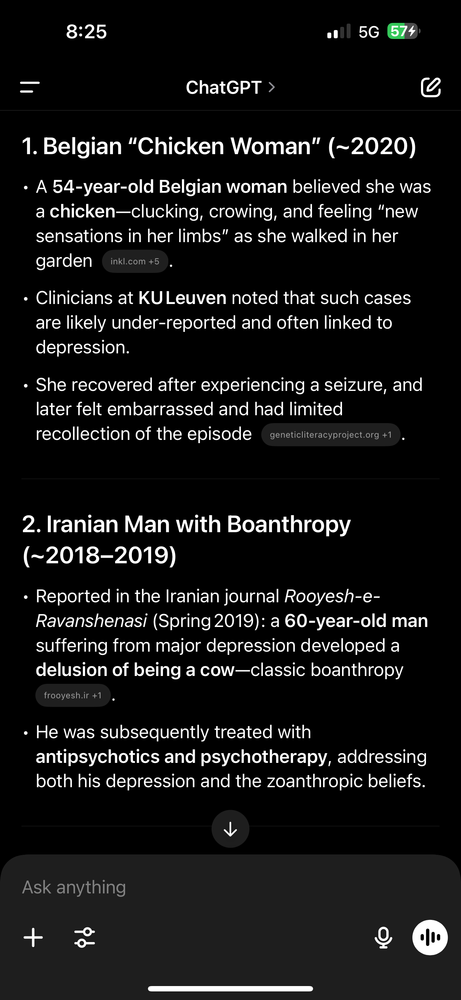 8:25
5G
57
ChatGPT >
1. Belgian “Chicken Woman” (~2020)
• A 54-year-old Belgian woman believed she was
a chicken—clucking, crowing, and feeling “new
sensations in her limbs” as she walked in her
garden inkl.com +5 .
• Clinicians at KU Leuven noted that such cases
are likely under-reported and often linked to
depression.
• She recovered after experiencing a seizure, and
later felt embarrassed and had limited
recollection of the episode geneticliteracyproject.org +1 .
2. Iranian Man with Boanthropy
(~2018–2019)
• Reported in the Iranian journal Rooyesh-e-
Ravanshenasi (Spring 2019): a 60-year-old man
suffering from major depression developed a
delusion of being a cow—classic boanthropy
frooyesh.ir +1 .
• He was subsequently treated with
antipsychotics and psychotherapy, addressing
both his depression and the zoanthropic beliefs.
Ask anything